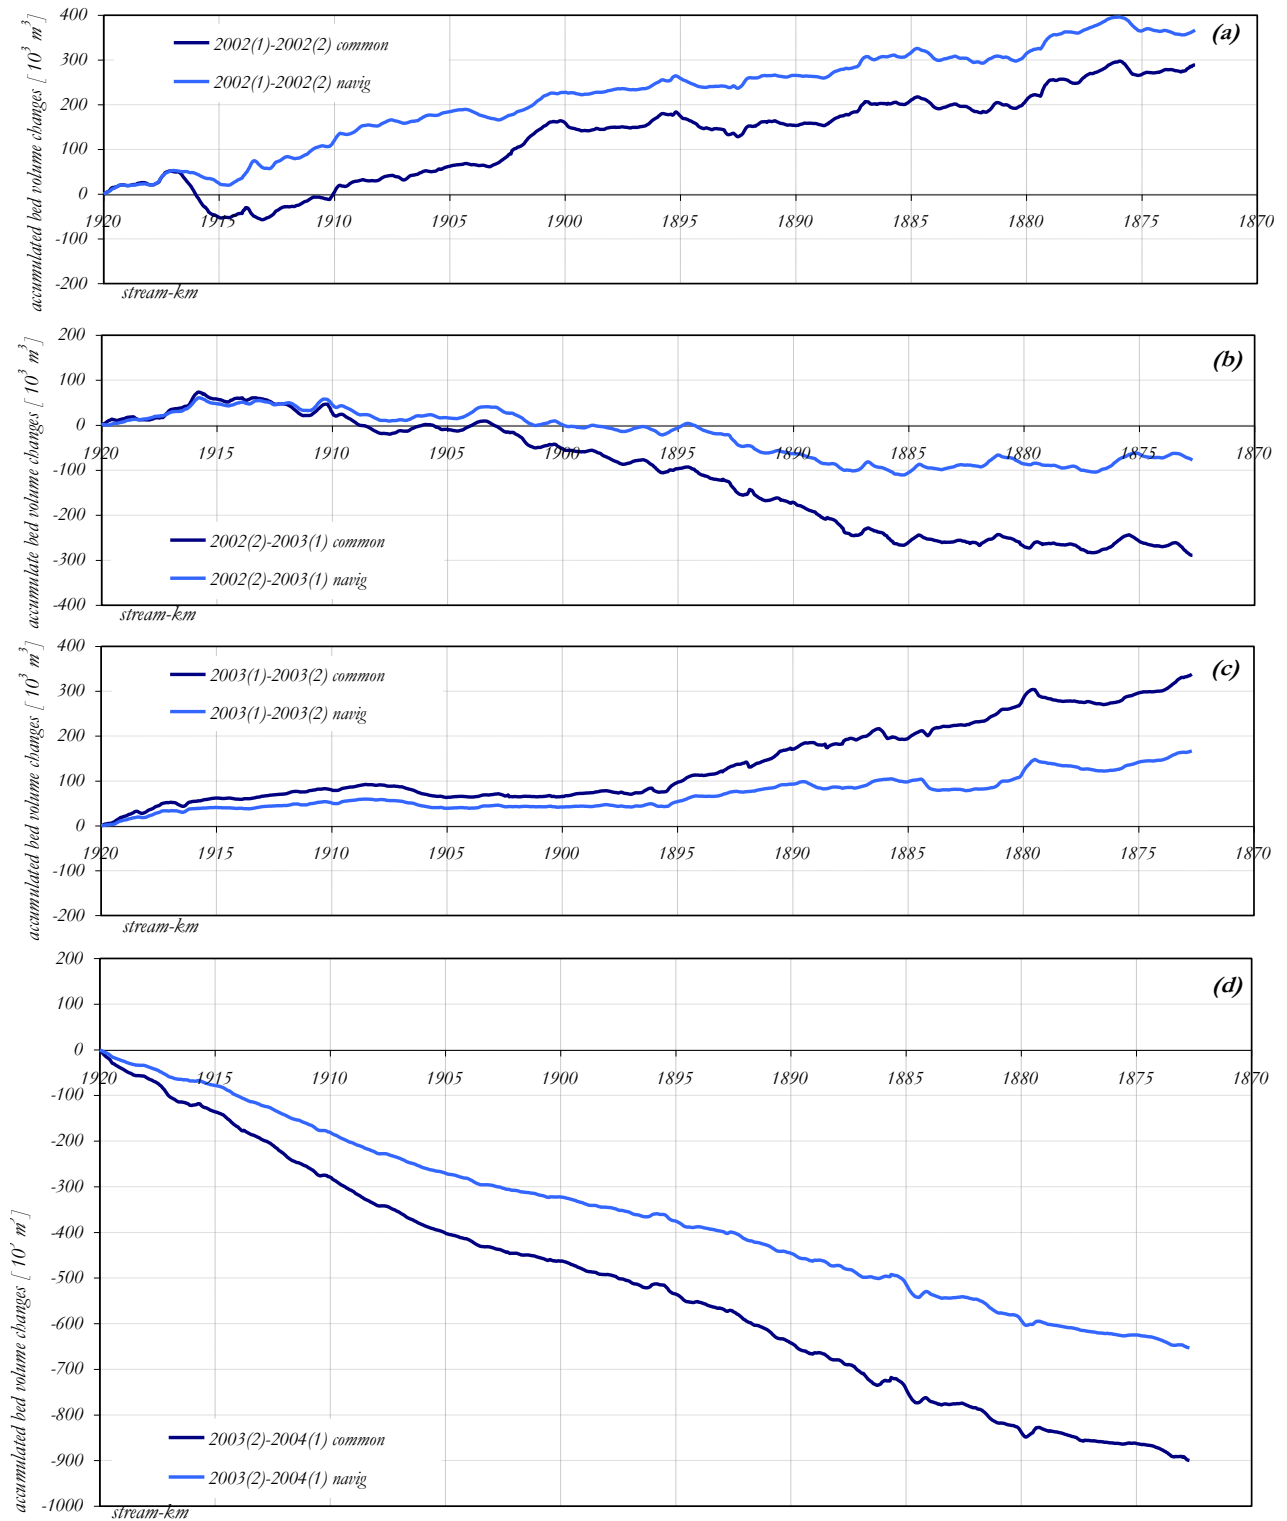 accumulated bed volume changes [ 10³ m³]
400
300
200
100
0
-100
-200
2002(1)-2002(2) common
2002(1)-2002(2) navig
(a)
1920 1915 1910 1905 1900 1895 1890 1885 1880 1875 1870
stream-km
accumulate bed volume changes [ 10³ m³]
200
100
0
-100
-200
-300
-400
(b)
1920 1915 1910 1905 1900 1895 1890 1885 1880 1875 1870
2002(2)-2003(1) common
2002(2)-2003(1) navig
stream-km
accumulated bed volume changes [ 10³ m³]
400
300
200
100
0
-100
-200
2003(1)-2003(2) common
2003(1)-2003(2) navig
(c)
1920 1915 1910 1905 1900 1895 1890 1885 1880 1875 1870
stream-km
accumulated bed volume changes [ 10³ m³]
200
100
0
-100
-200
-300
-400
-500
-600
-700
-800
-900
-1000
(d)
1920 1915 1910 1905 1900 1895 1890 1885 1880 1875 1870
2003(2)-2004(1) common
2003(2)-2004(1) navig
stream-km